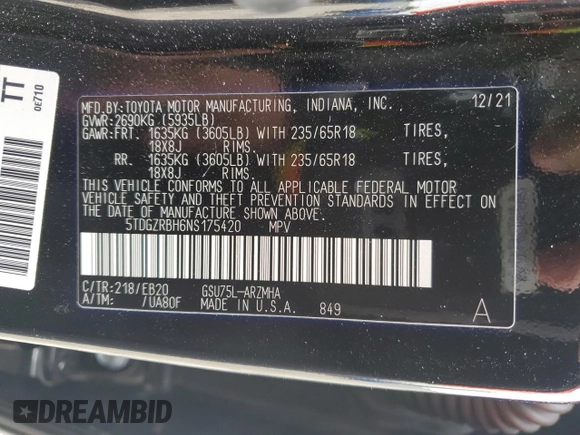 TT
0E710
MFD.BY:TOYOTA MOTOR MANUFACTURING, INDIANA, INC. 12/21
GVWR:2690KG (5935LB)
GAWR:FRT. 1635KG (3605LB) WITH 235/65R18 TIRES,
18X8J RIMS.
RR. 1635KG (3605LB) WITH 235/65R18 TIRES,
18X8J RIMS.
THIS VEHICLE CONFORMS TO ALL APPLICABLE FEDERAL MOTOR
VEHICLE SAFETY AND THEFT PREVENTION STANDARDS IN EFFECT
ON THE DATE OF MANUFACTURE SHOWN ABOVE.
5TDGZRBH6NS175420 MPV
C/TR:218/EB20 GSU75L-ARZMHA
A/TM: /UA80F MADE IN U.S.A. 849 A
DREAMBID